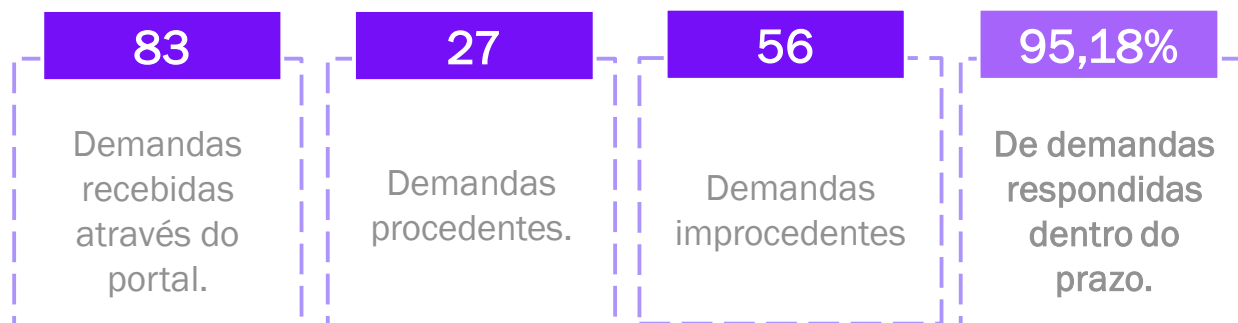 83
Demandas
recebidas
através do
portal.
27
Demandas
procedentes.
56
Demandas
improcedentes
95,18%
De demandas
respondidas
dentro do
prazo.